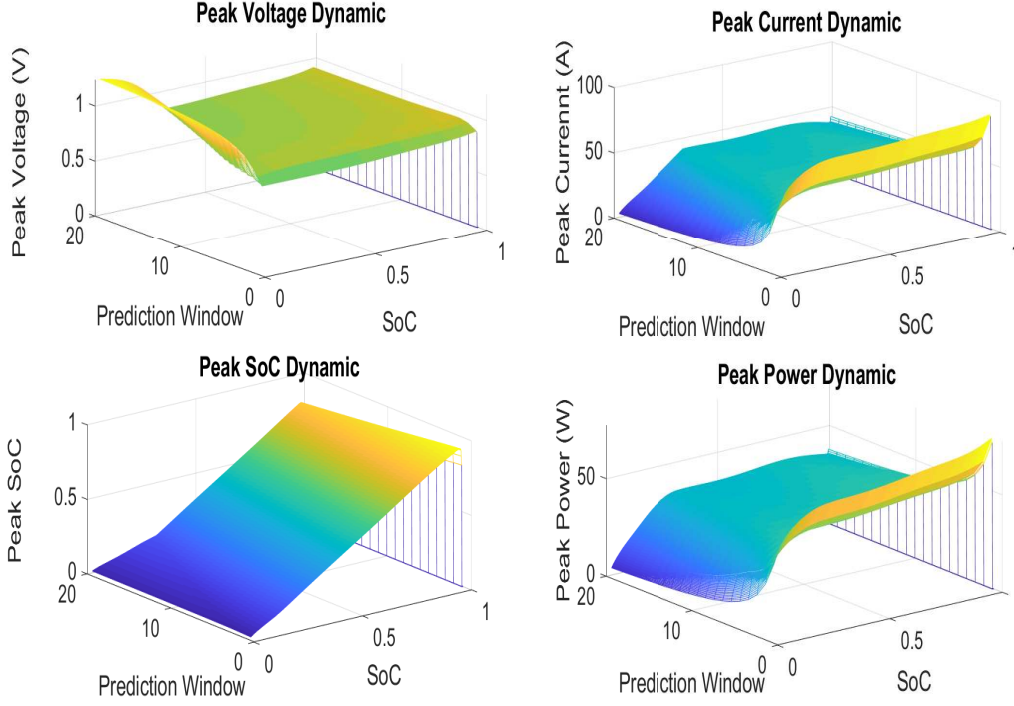 Peak Voltage Dynamic
Peak Voltage (V)
1
0.5
0
20
10
0
0
0.5
1
Prediction Window
SoC
Peak Current Dynamic
Peak Currennt (A)
100
50
0
20
10
0
0
0.5
Prediction Window
SoC
Peak SoC Dynamic
Peak SoC
1
0.5
0
20
10
0
0
0.5
1
Prediction Window
SoC
Peak Power Dynamic
Peak Power (W)
50
0
20
10
0
0
0.5
Prediction Window
SoC